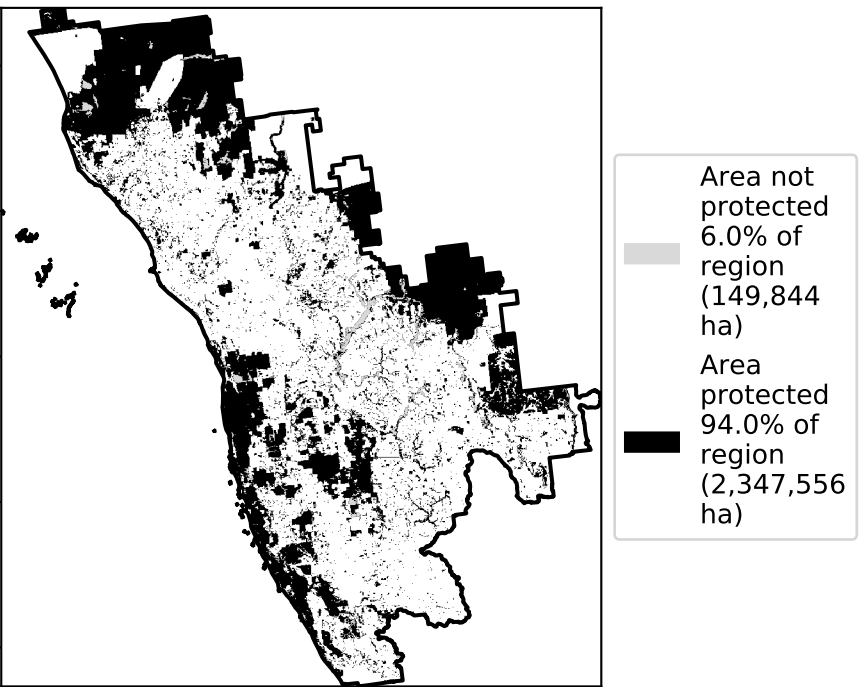 Area not
protected
6.0% of
region
(149,844
ha)
Area
protected
94.0% of
region
(2,347,556
ha)